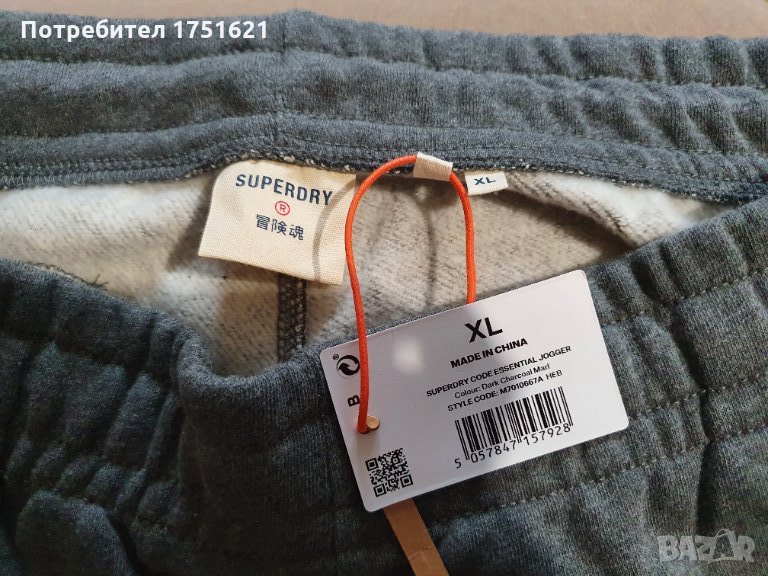 Потребител 1751621
SUPERDRY
®
冒険魂
XL
XL
MADE IN CHINA
SUPERDRY CODE ESSENTIAL JOGGER
Colour: Dark Charcoal Marl
STYLE CODE: M7010667A HEB
B
5 057847 157928
BAZAR